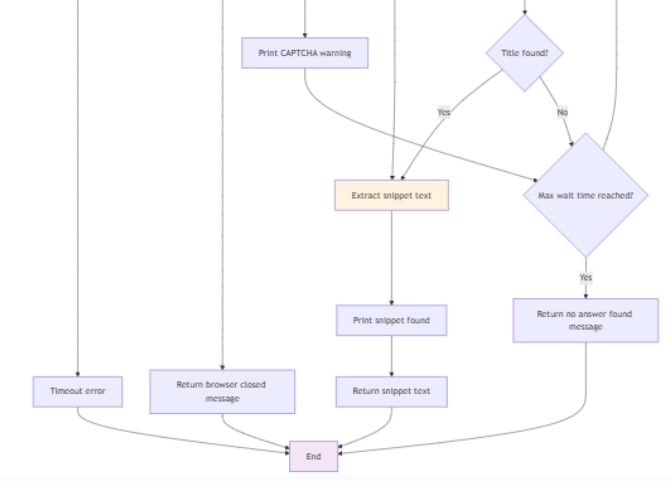 Print CAPTCHA warning
Title found?
Yes
No
Extract snippet text
Max wait time reached?
Yes
Print snippet found
Return no answer found
message
Timeout error
Return browser closed
message
Return snippet text
End